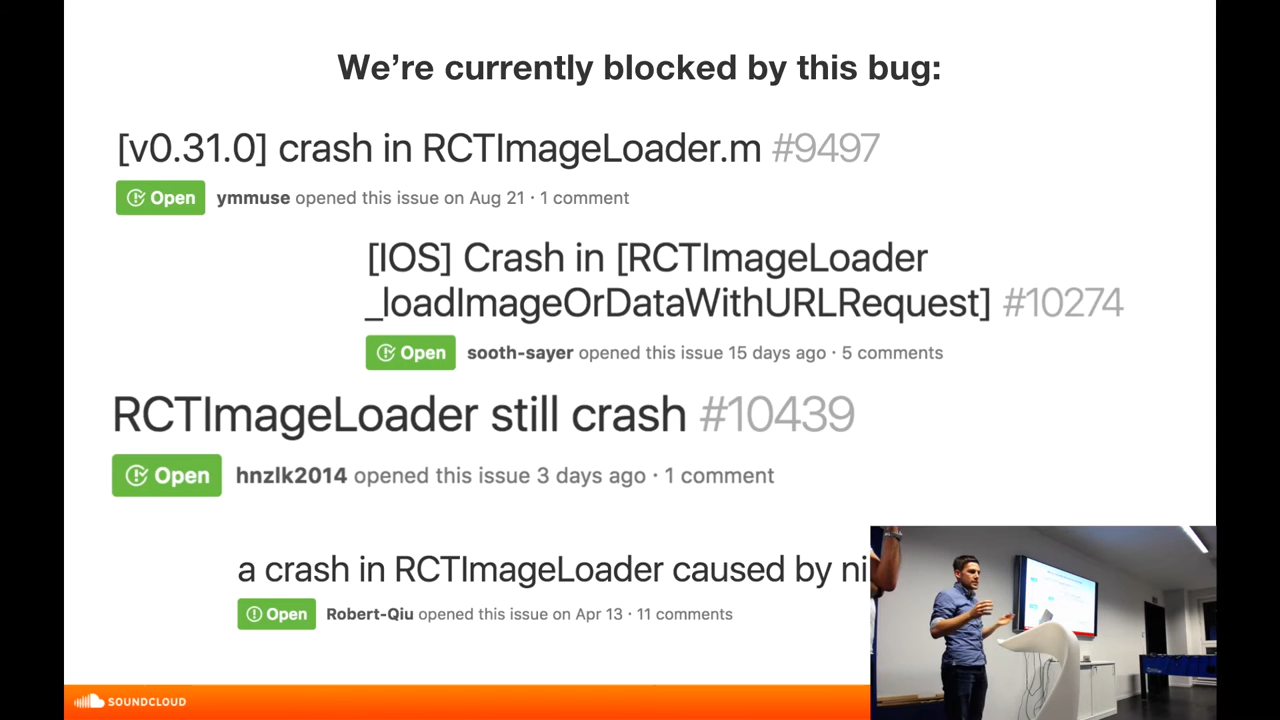 We're currently blocked by this bug:
[v0.31.0] crash in RCTImageLoader.m #9497
Open ymmuse opened this issue on Aug 21 · 1 comment
[IOS] Crash in [RCTImageLoader
_loadImageOrDataWithURLRequest] #10274
Open sooth-sayer opened this issue 15 days ago · 5 comments
RCTImageLoader still crash #10439
Open hnzlk2014 opened this issue 3 days ago · 1 comment
a crash in RCTImageLoader caused by ni
Open Robert-Qiu opened this issue on Apr 13 · 11 comments
SOUNDCLOUD